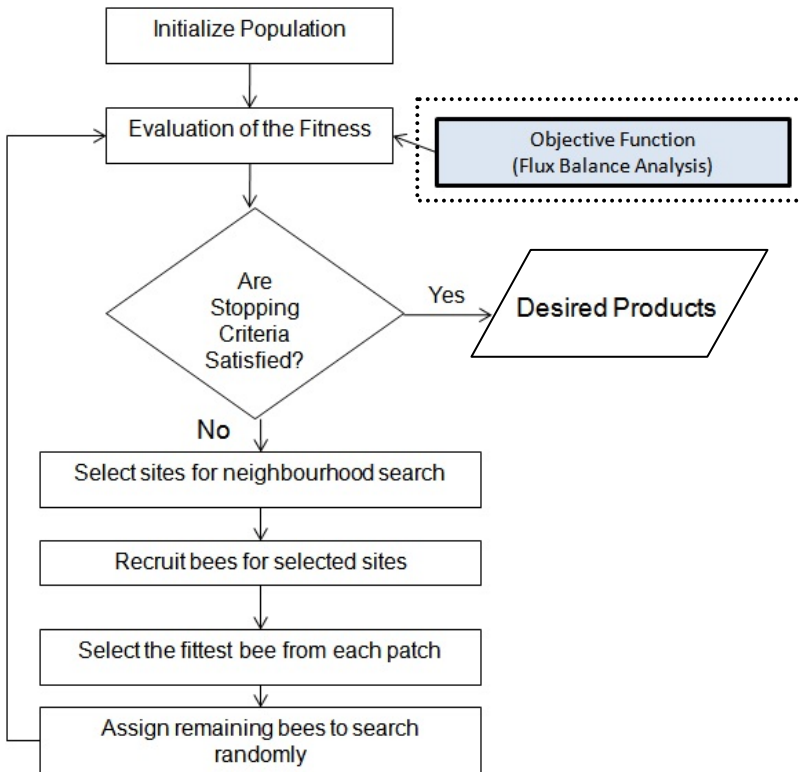 Initialize Population
Evaluation of the Fitness
Objective Function
(Flux Balance Analysis)
Are
Stopping
Criteria
Satisfied?
Yes
Desired Products
No
Select sites for neighbourhood search
Recruit bees for selected sites
Select the fittest bee from each patch
Assign remaining bees to search
randomly